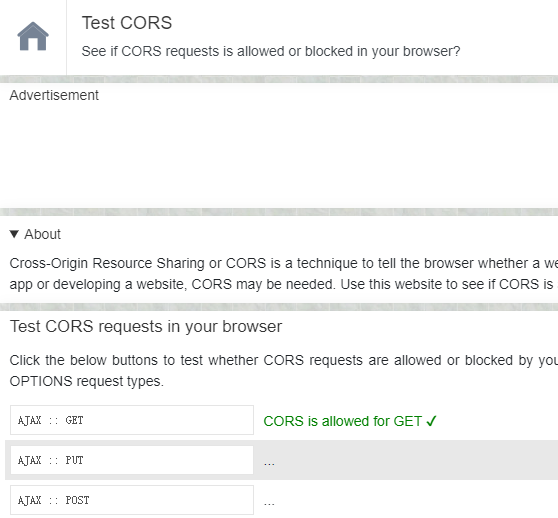 Test CORS
See if CORS requests is allowed or blocked in your browser?
Advertisement
▼ About
Cross-Origin Resource Sharing or CORS is a technique to tell the browser whether a we
app or developing a website, CORS may be needed. Use this website to see if CORS is
Test CORS requests in your browser
Click the below buttons to test whether CORS requests are allowed or blocked by you
OPTIONS request types.
AJAX :: GET CORS is allowed for GET ✓
AJAX :: PUT ...
AJAX :: POST ...